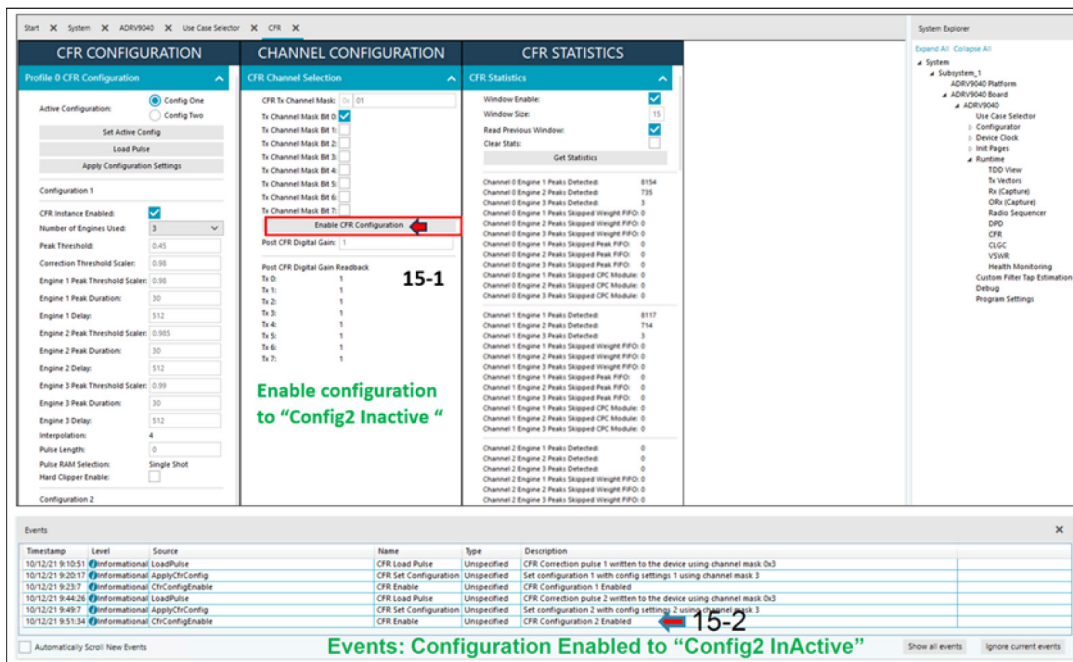 Start X System X ADRV9040 X Use Case Selector X CFR X
CFR CONFIGURATION
Profile 0 CFR Configuration
Active Configuration:
Config One
Config Two
Set Active Config
Load Pulse
Apply Configuration Settings
Configuration 1
CFR Instance Enabled:
Number of Engines Used: 3
Peak Threshold: 0.45
Correction Threshold Scaler: 0.98
Engine 1 Peak Threshold Scaler: 0.98
Engine 1 Peak Duration: 30
Engine 1 Delay: 512
Engine 2 Peak Threshold Scaler: 0.985
Engine 2 Peak Duration: 30
Engine 2 Delay: 512
Engine 3 Peak Threshold Scaler: 0.99
Engine 3 Peak Duration: 30
Engine 3 Delay: 512
Interpolation: 4
Pulse Length: 0
Pulse RAM Selection: Single Shot
Hard Clipper Enable:
Configuration 2
CHANNEL CONFIGURATION
CFR Channel Selection
CFR Tx Channel Mask: 0x 01
Tx Channel Mask Bit 0:
Tx Channel Mask Bit 1:
Tx Channel Mask Bit 2:
Tx Channel Mask Bit 3:
Tx Channel Mask Bit 4:
Tx Channel Mask Bit 5:
Tx Channel Mask Bit 6:
Tx Channel Mask Bit 7:
Enable CFR Configuration
Post CFR Digital Gain: 1
15-1
Post CFR Digital Gain Readback
Tx 0: 1
Tx 1: 1
Tx 2: 1
Tx 3: 1
Tx 4: 1
Tx 5: 1
Tx 6: 1
Tx 7: 1
Enable configuration
to “Config2 Inactive “
CFR STATISTICS
CFR Statistics
Window Enable:
Window Size: 15
Read Previous Window:
Clear Stats:
Get Statistics
Channel 0 Engine 1 Peaks Detected: 8154
Channel 0 Engine 2 Peaks Detected: 735
Channel 0 Engine 3 Peaks Detected: 3
Channel 0 Engine 1 Peaks Skipped Weight FIFO: 0
Channel 0 Engine 2 Peaks Skipped Weight FIFO: 0
Channel 0 Engine 3 Peaks Skipped Weight FIFO: 0
Channel 0 Engine 1 Peaks Skipped Peak FIFO: 0
Channel 0 Engine 2 Peaks Skipped Peak FIFO: 0
Channel 0 Engine 3 Peaks Skipped Peak FIFO: 0
Channel 0 Engine 1 Peaks Skipped CPC Module: 0
Channel 0 Engine 2 Peaks Skipped CPC Module: 0
Channel 0 Engine 3 Peaks Skipped CPC Module: 0
Channel 1 Engine 1 Peaks Detected: 8117
Channel 1 Engine 2 Peaks Detected: 714
Channel 1 Engine 3 Peaks Detected: 3
Channel 1 Engine 1 Peaks Skipped Weight FIFO: 0
Channel 1 Engine 2 Peaks Skipped Weight FIFO: 0
Channel 1 Engine 3 Peaks Skipped Weight FIFO: 0
Channel 1 Engine 1 Peaks Skipped Peak FIFO: 0
Channel 1 Engine 2 Peaks Skipped Peak FIFO: 0
Channel 1 Engine 3 Peaks Skipped Peak FIFO: 0
Channel 1 Engine 1 Peaks Skipped CPC Module: 0
Channel 1 Engine 2 Peaks Skipped CPC Module: 0
Channel 1 Engine 3 Peaks Skipped CPC Module: 0
Channel 2 Engine 1 Peaks Detected: 0
Channel 2 Engine 2 Peaks Detected: 0
Channel 2 Engine 3 Peaks Detected: 0
Channel 2 Engine 1 Peaks Skipped Weight FIFO: 0
Channel 2 Engine 2 Peaks Skipped Weight FIFO: 0
Channel 2 Engine 3 Peaks Skipped Weight FIFO: 0
System Explorer
Expand All Collapse All
System
Subsystem_1
ADRV9040 Platform
ADRV9040 Board
ADRV9040
Use Case Selector
Configurator
Device Clock
Init Pages
Runtime
TDD View
Tx Vectors
Rx (Capture)
ORx (Capture)
Radio Sequencer
DPD
CFR
CLGC
VSWR
Health Monitoring
Custom Filter Tap Estimation
Debug
Program Settings
Events X
Timestamp Level Source Name Type Description
10/12/21 9:10:51 Informational LoadPulse CFR Load Pulse Unspecified CFR Correction pulse 1 written to the device using channel mask 0x3
10/12/21 9:20:17 Informational ApplyCfrConfig CFR Set Configuration Unspecified Set configuration 1 with config settings 1 using channel mask 3
10/12/21 9:23:7 Informational CfrConfigEnable CFR Enable Unspecified CFR Configuration 1 Enabled
10/12/21 9:44:26 Informational LoadPulse CFR Load Pulse Unspecified CFR Correction pulse 2 written to the device using channel mask 0x3
10/12/21 9:49:7 Informational ApplyCfrConfig CFR Set Configuration Unspecified Set configuration 2 with config settings 2 using channel mask 3
10/12/21 9:51:34 Informational CfrConfigEnable CFR Enable Unspecified CFR Configuration 2 Enabled 15-2
Automatically Scroll New Events
Events: Configuration Enabled to “Config2 InActive”
Show all events Ignore current events